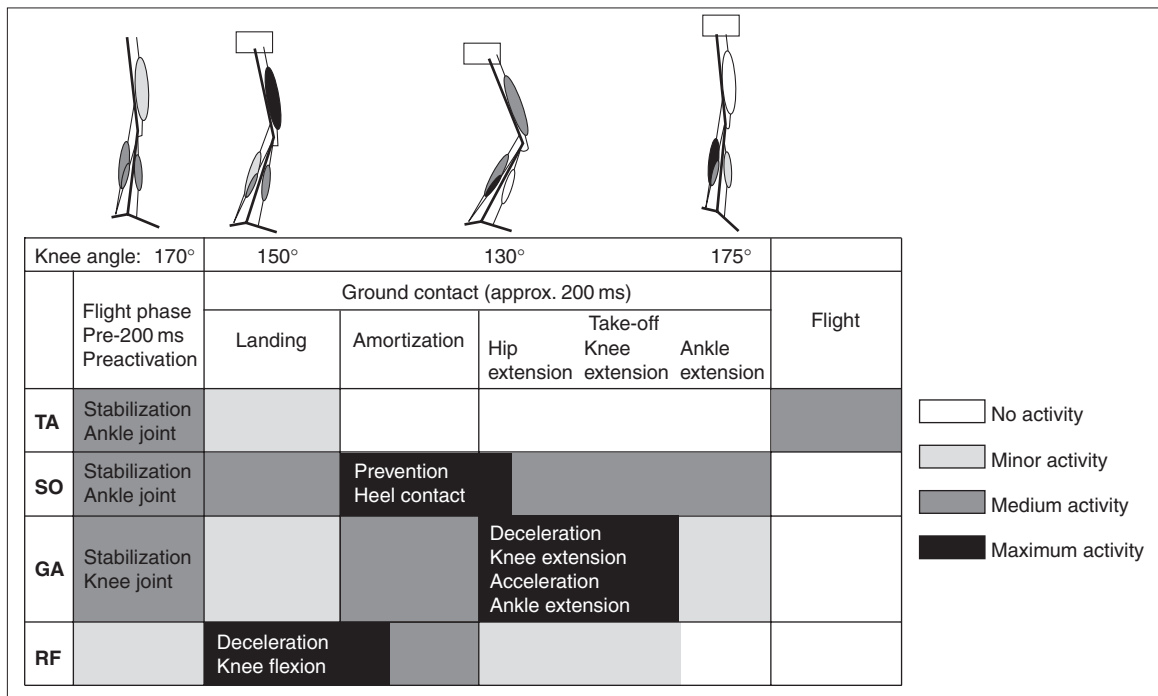 Knee angle: 170° 150° 130° 175°
Ground contact (approx. 200 ms)
Flight phase
Pre-200 ms
Preactivation
Landing
Amortization
Take-off
Hip
extension
Knee
extension
Ankle
extension
Flight
TA
Stabilization
Ankle joint
SO
Stabilization
Ankle joint
Prevention
Heel contact
GA
Stabilization
Knee joint
Deceleration
Knee extension
Acceleration
Ankle extension
RF
Deceleration
Knee flexion
No activity
Minor activity
Medium activity
Maximum activity